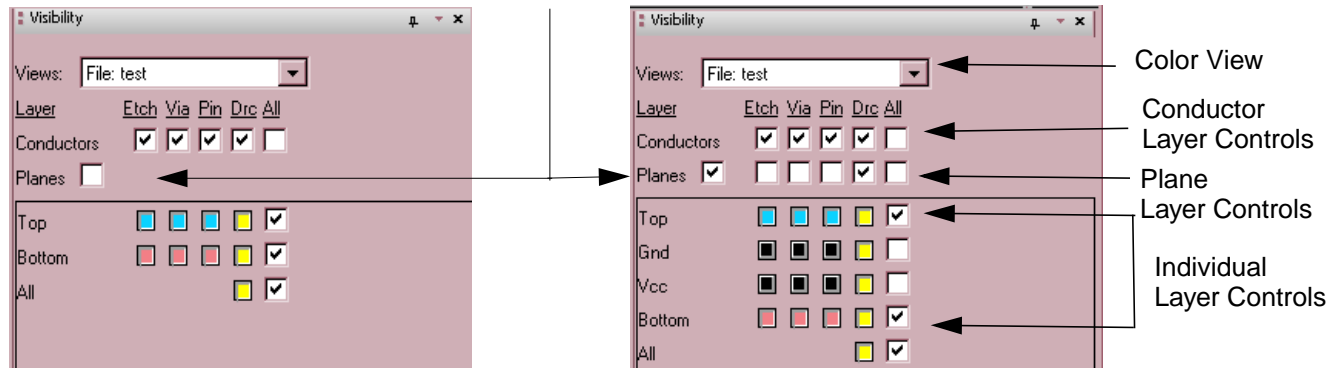 Visibility
Views: File: test
Layer Etch Via Pin Drc All
Conductors
Planes
Top
Bottom
All
Visibility
Views: File: test
Layer Etch Via Pin Drc All
Conductors
Planes
Top
Gnd
Vcc
Bottom
All
Color View
Conductor
Layer Controls
Plane
Layer Controls
Individual
Layer Controls